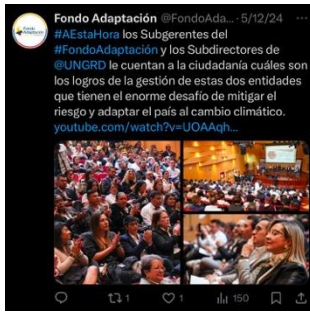 Fondo Adaptación @FondoAda... · 5/12/24 ···
#AEstaHora los Subgerentes del
#FondoAdaptación y los Subdirectores de
@UNGRD le cuentan a la ciudadanía cuáles son
los logros de la gestión de estas dos entidades
que tienen el enorme desafío de mitigar el
riesgo y adaptar el país al cambio climático.
youtube.com/watch?v=UOAAqh...
1
1
150